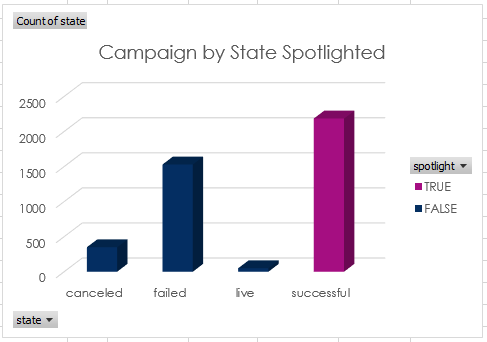 Count of state
Campaign by State Spotlighted
2500
2000
1500
1000
500
0
canceled failed live successful
spotlight
TRUE
FALSE
state